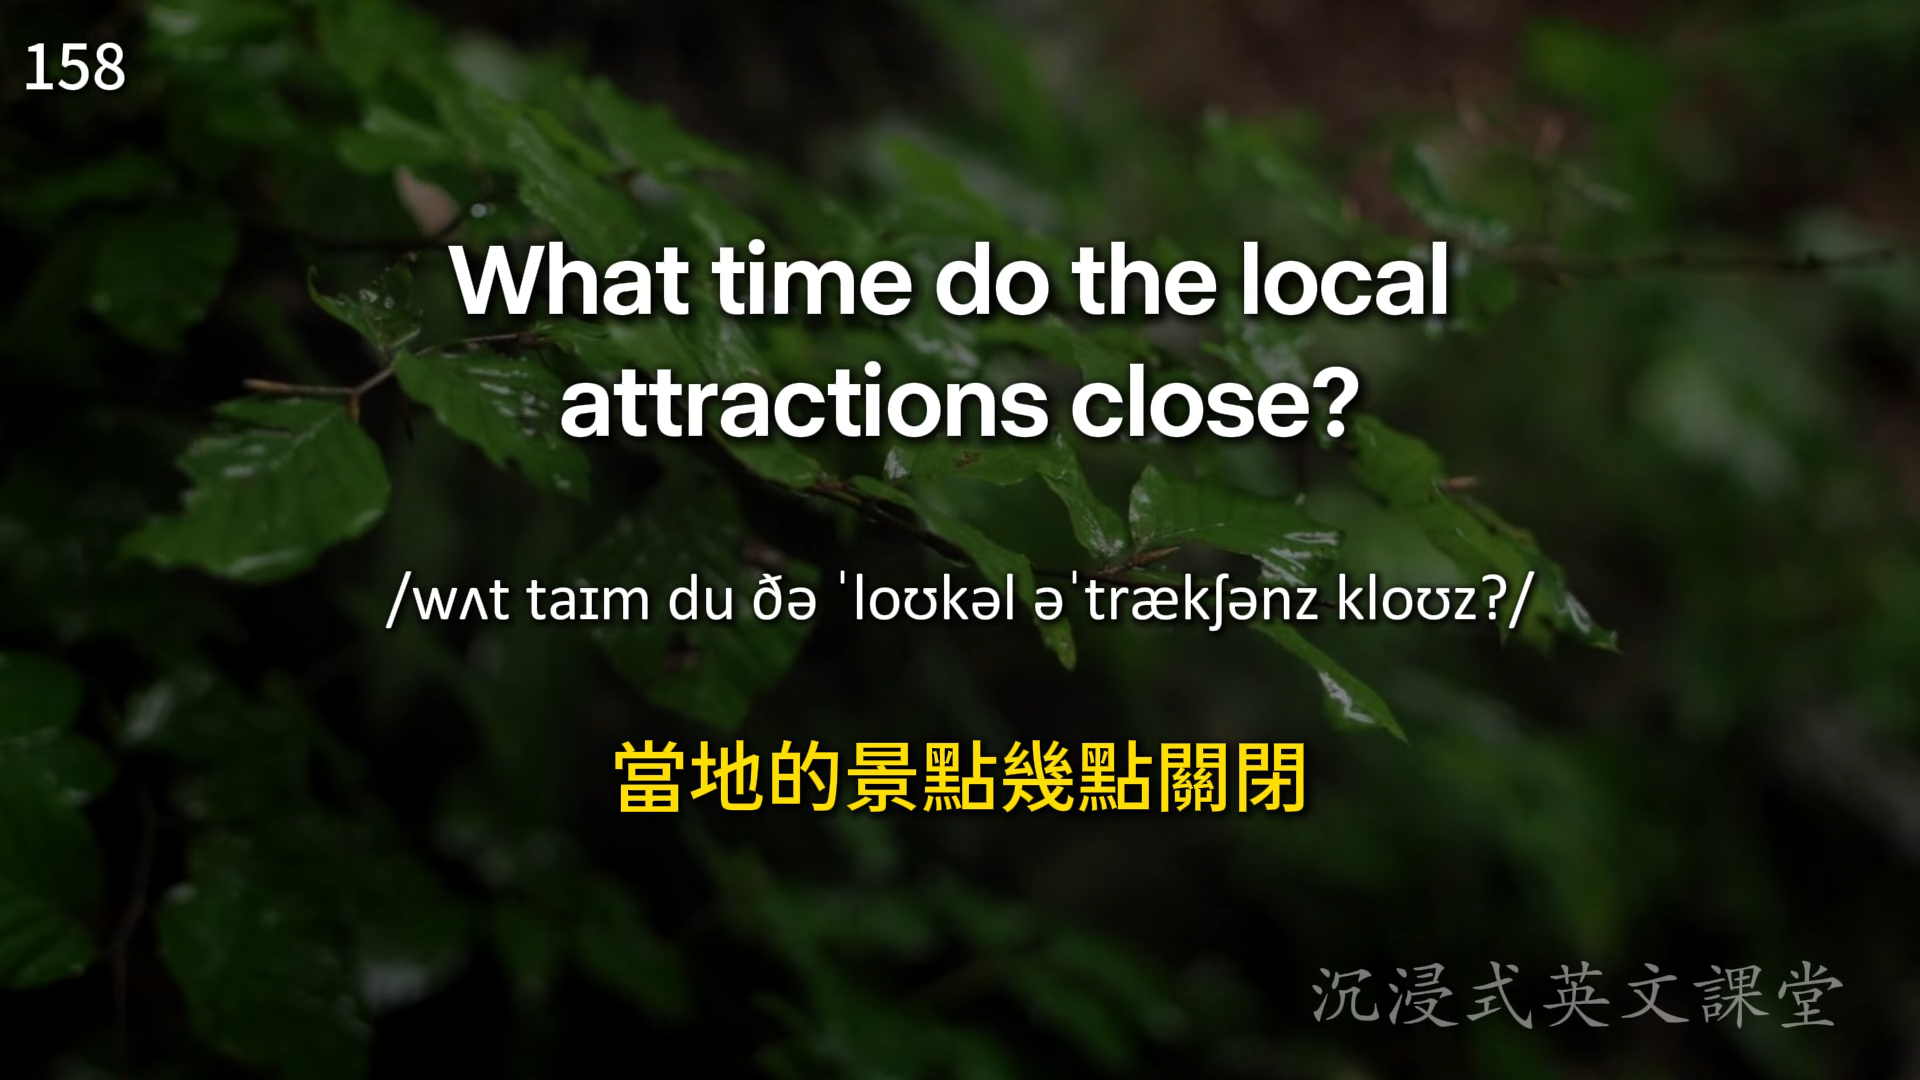 158
What time do the local
attractions close?
/wʌt taɪm du ðə ˈloʊkəl əˈtrækʃənz kloʊz?/
當地的景點幾點關閉
沉浸式英文課堂